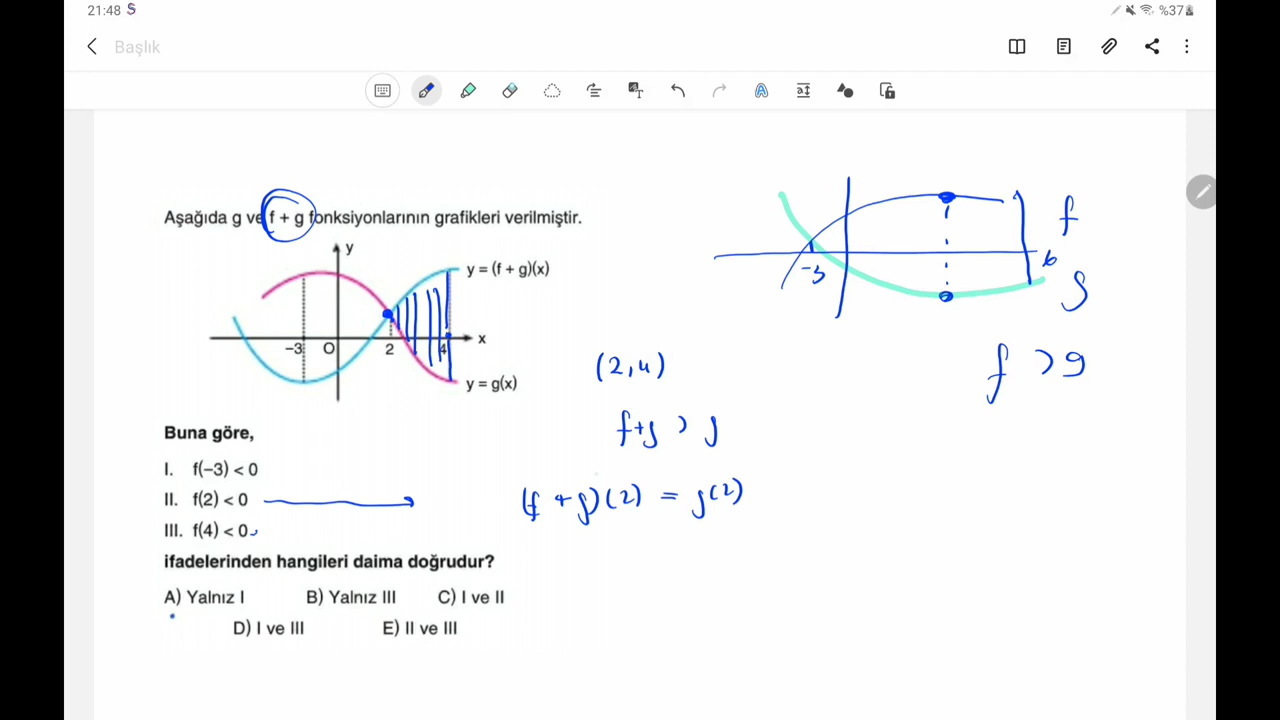 21:48 S
%37
Başlık
Aşağıda g ve f + g fonksiyonlarının grafikleri verilmiştir.
y
y = (f + g)(x)
x
−3
O
2
4
y = g(x)
Buna göre,
I. f(−3) < 0
II. f(2) < 0
III. f(4) < 0
ifadelerinden hangileri daima doğrudur?
A) Yalnız I B) Yalnız III C) I ve II
D) I ve III E) II ve III
(2,4)
f+g > g
(f + g)(2) = g(2)
f
-3
6
g
f > g